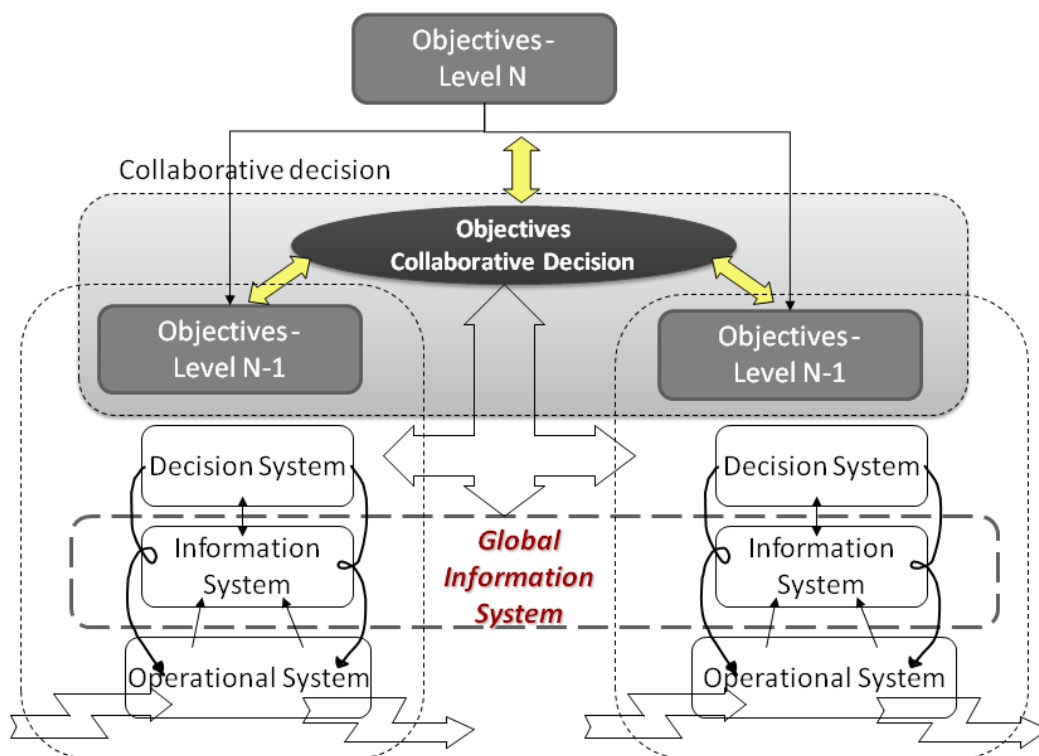 Objectives-
Level N
Collaborative decision
Objectives
Collaborative Decision
Objectives-
Level N-1
Objectives-
Level N-1
Decision System
Decision System
Information
System
Global
Information
System
Information
System
Operational System
Operational System